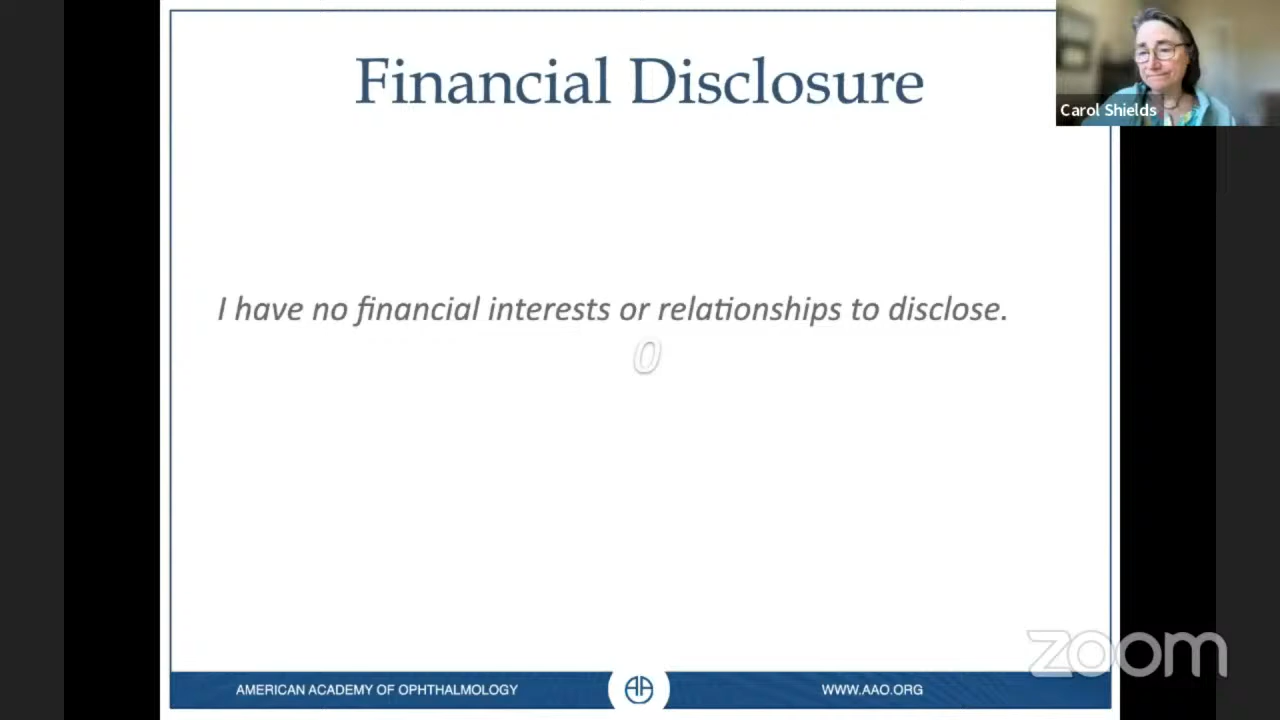 Financial Disclosure
Carol Shields
I have no financial interests or relationships to disclose.
0
zoom
AMERICAN ACADEMY OF OPHTHALMOLOGY
WWW.AAO.ORG